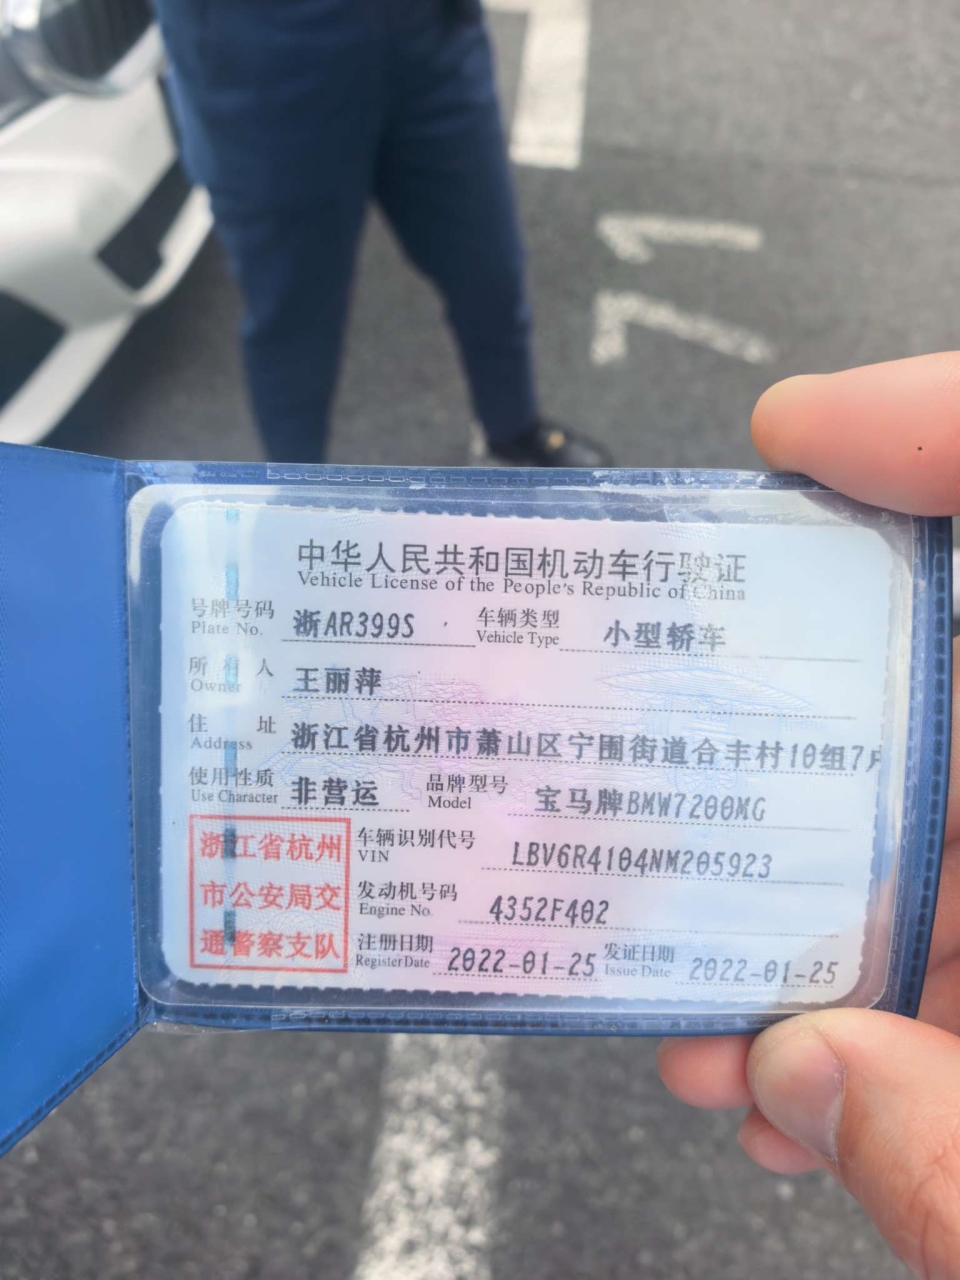 中华人民共和国机动车行驶证
Vehicle License of the People's Republic of China
号牌号码 浙AR399S 车辆类型 小型轿车
Plate No. Vehicle Type
所有人 王丽萍
Owner
住址 浙江省杭州市萧山区宁围街道合丰村10组7户
Address
使用性质 非营运 品牌型号 宝马牌BMW7200MG
Use Character Model
浙江省杭州 车辆识别代号 LBV6R4104NM205923
VIN
市公安局交 发动机号码 4352F402
Engine No.
通警察支队 注册日期 2022-01-25 发证日期 2022-01-25
Register Date Issue Date